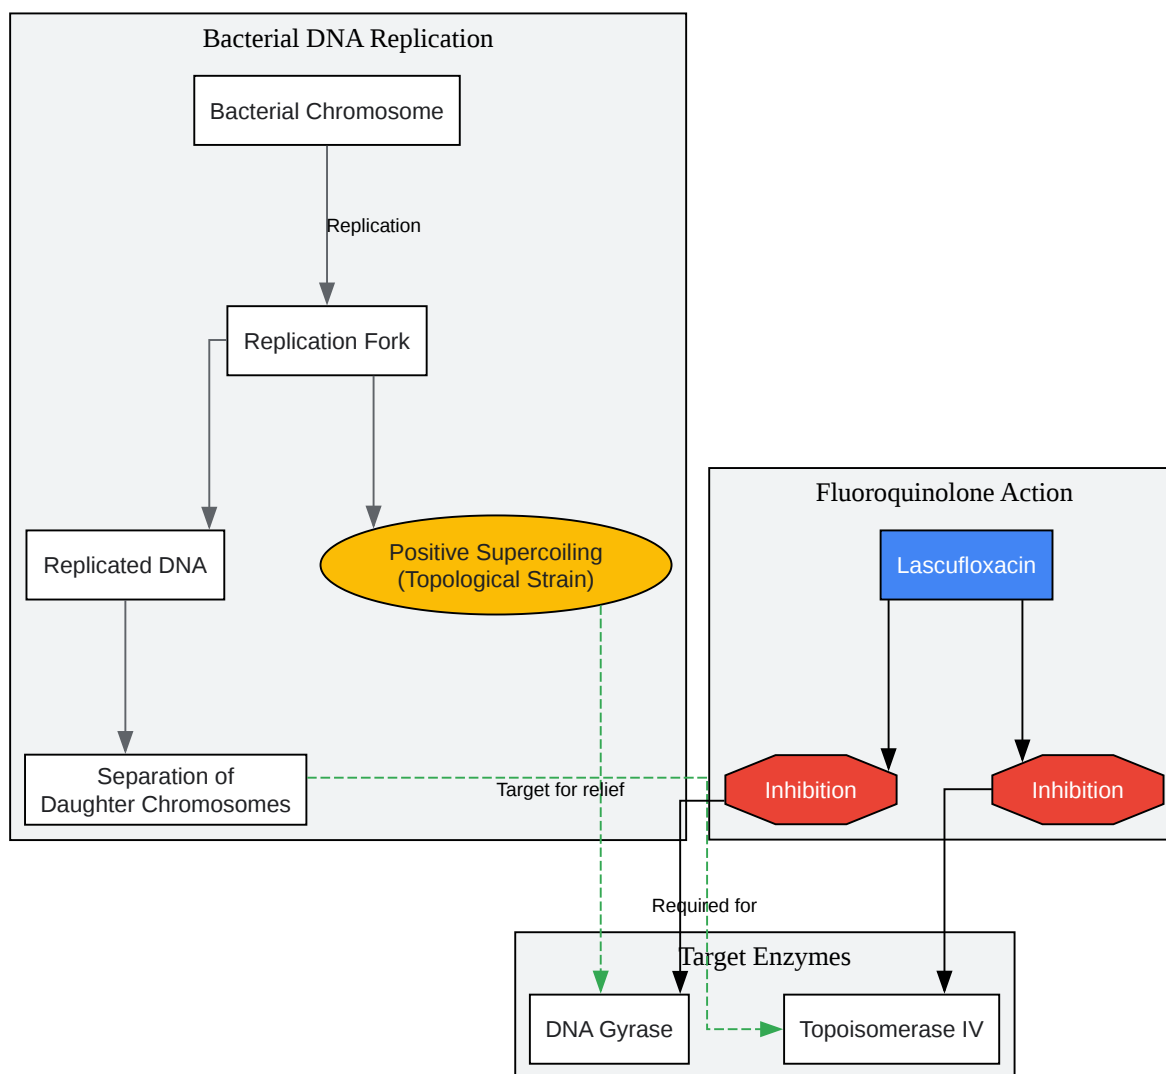 Bacterial DNA Replication
Bacterial Chromosome
Replication
Replication Fork
Replicated DNA
Positive Supercoiling
(Topological Strain)
Separation of
Daughter Chromosomes
Target for relief
Fluoroquinolone Action
Lascufloxacin
Inhibition
Inhibition
Required for
Target Enzymes
DNA Gyrase
Topoisomerase IV